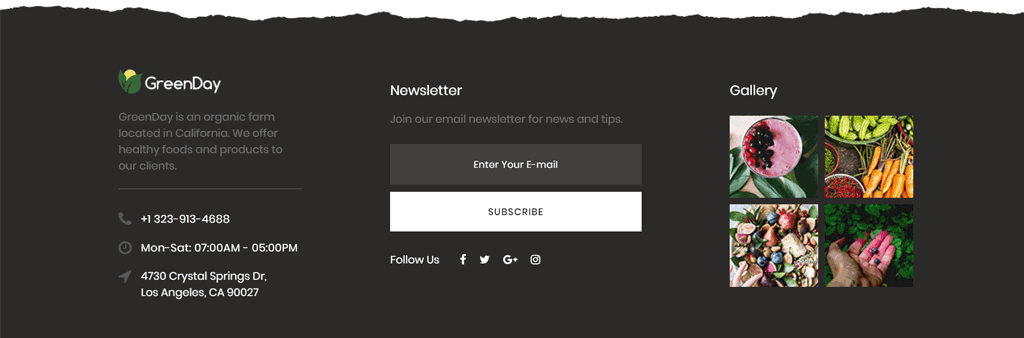 GreenDay
GreenDay is an organic farm
located in California. We offer
healthy foods and products to
our clients.
+1 323-913-4688
Mon-Sat: 07:00AM - 05:00PM
4730 Crystal Springs Dr,
Los Angeles, CA 90027
Newsletter
Join our email newsletter for news and tips.
Enter Your E-mail
SUBSCRIBE
Follow Us
Gallery